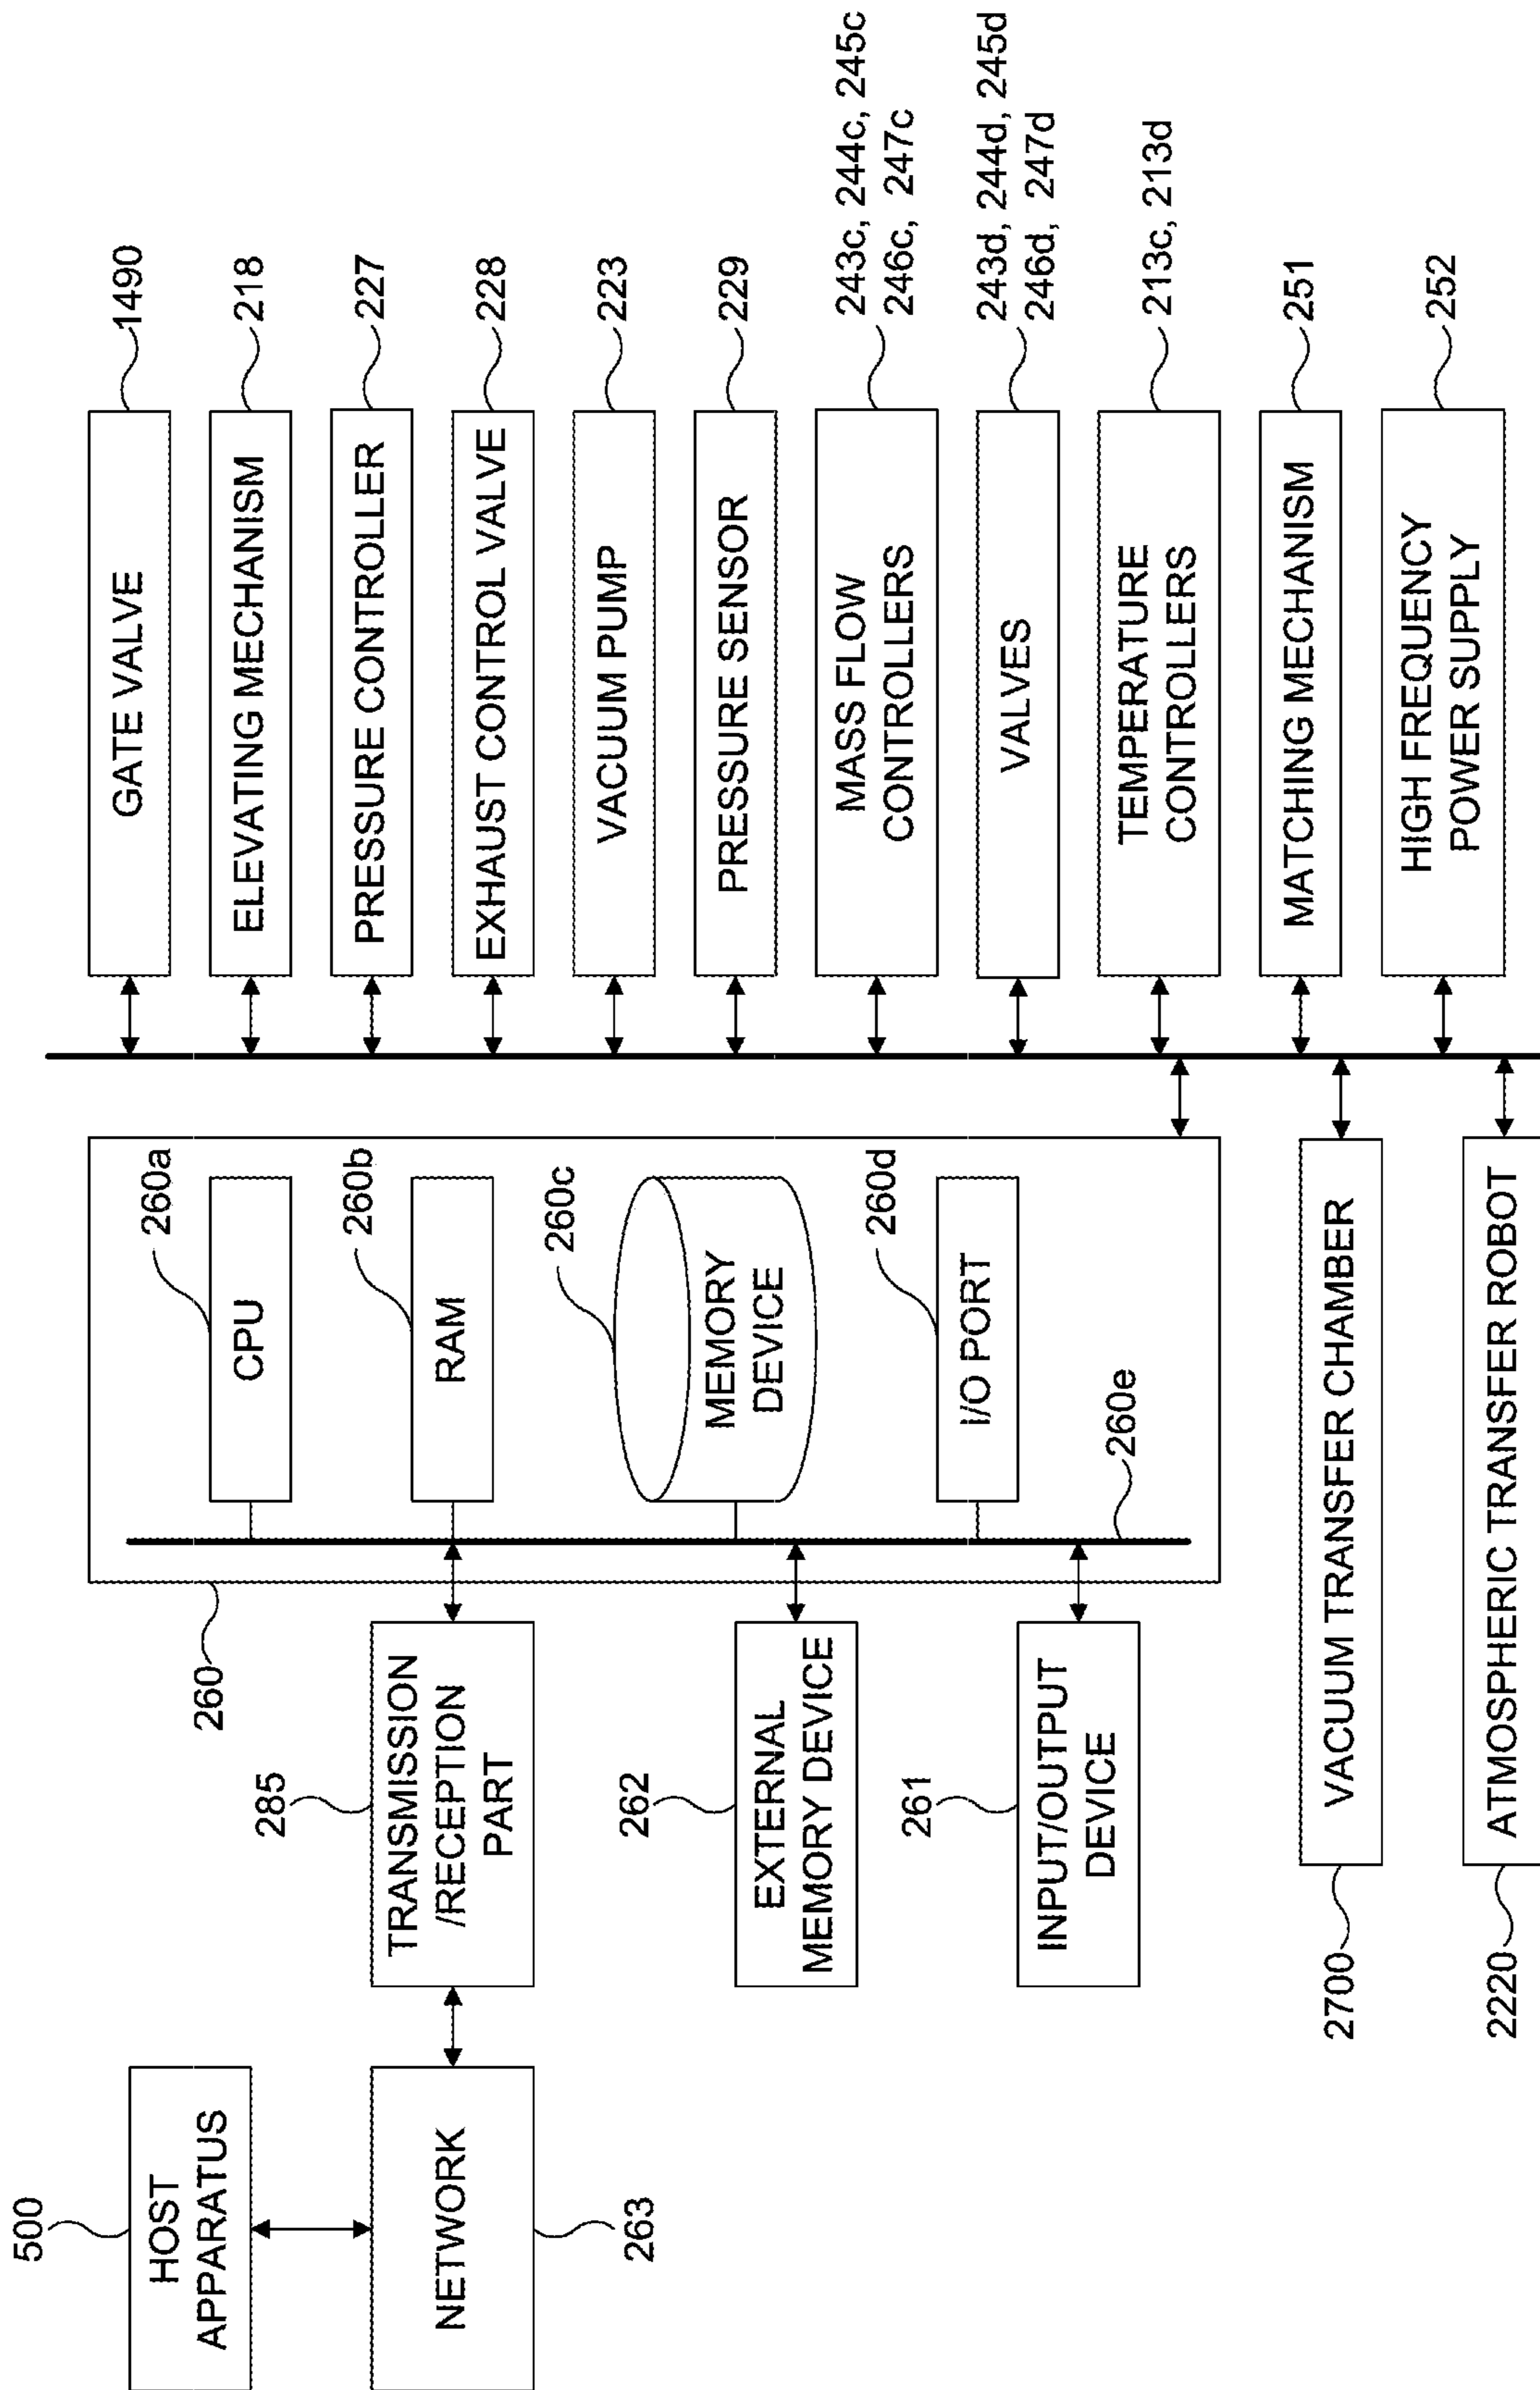 500
HOST
APPARATUS
NETWORK
263
285
TRANSMISSION
/RECEPTION
PART
262
EXTERNAL
MEMORY DEVICE
261
INPUT/OUTPUT
DEVICE
2700
VACUUM TRANSFER CHAMBER
2220
ATMOSPHERIC TRANSFER ROBOT
260
CPU
260a
RAM
260b
MEMORY
DEVICE
260c
I/O PORT
260d
260e
GATE VALVE
1490
ELEVATING MECHANISM
218
PRESSURE CONTROLLER
227
EXHAUST CONTROL VALVE
228
VACUUM PUMP
223
PRESSURE SENSOR
229
MASS FLOW
CONTROLLERS
243c, 244c, 245c
246c, 247c
VALVES
243d, 244d, 245d
246d, 247d
TEMPERATURE
CONTROLLERS
213c, 213d
MATCHING MECHANISM
251
HIGH FREQUENCY
POWER SUPPLY
252